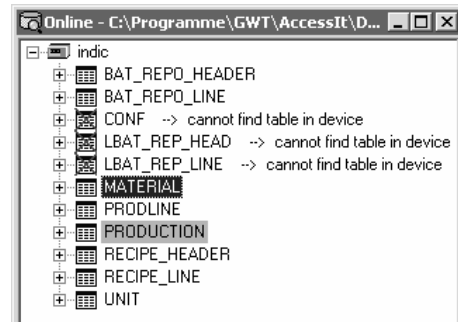 Online - C:\Programme\GWT\AccessIt\D...
indic
BAT_REPO_HEADER
BAT_REPO_LINE
CONF --> cannot find table in device
LBAT_REP_HEAD --> cannot find table in device
LBAT_REP_LINE --> cannot find table in device
MATERIAL
PRODLINE
PRODUCTION
RECIPE_HEADER
RECIPE_LINE
UNIT